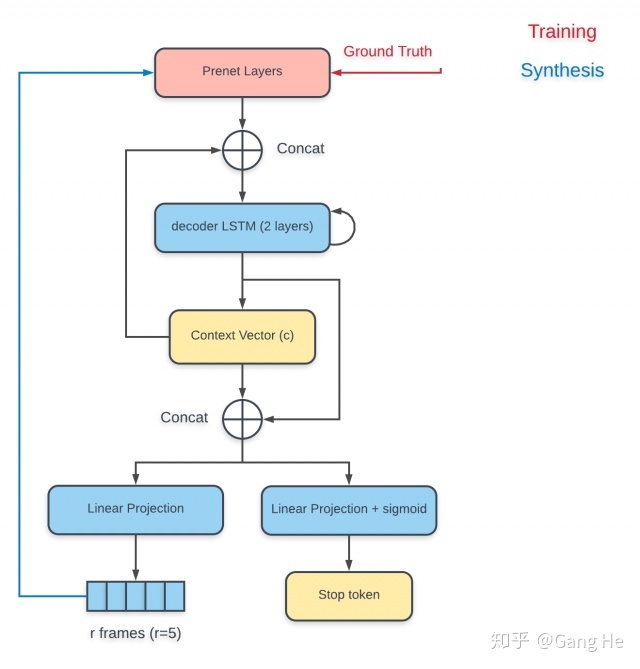 Training
Ground Truth
Synthesis
Prenet Layers
Concat
decoder LSTM (2 layers)
Context Vector (c)
Concat
Linear Projection
Linear Projection + sigmoid
Stop token
r frames (r=5)
知乎 @Gang He